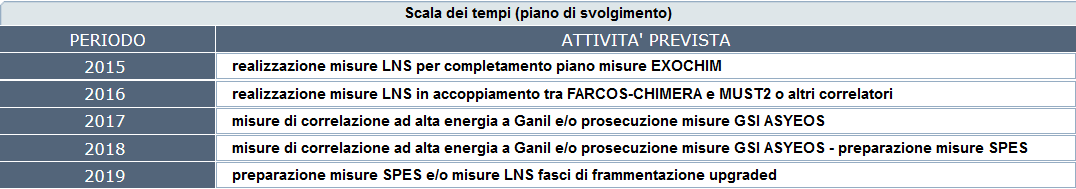 Scala dei tempi (piano di svolgimento)
PERIODO ATTIVITA' PREVISTA
2015 realizzazione misure LNS per completamento piano misure EXOCHIM
2016 realizzazione misure LNS in accoppiamento tra FARCOS-CHIMERA e MUST2 o altri correlatori
2017 misure di correlazione ad alta energia a Ganil e/o prosecuzione misure GSI ASYEOS
2018 misure di correlazione ad alta energia a Ganil e/o prosecuzione misure GSI ASYEOS - preparazione misure SPES
2019 preparazione misure SPES e/o misure LNS fasci di frammentazione upgraded